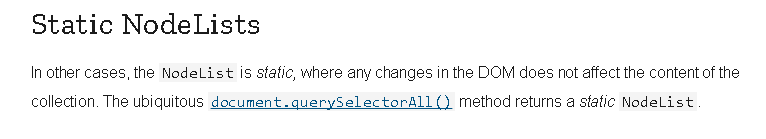 Static NodeLists
In other cases, the NodeList is static, where any changes in the DOM does not affect the content of the
collection. The ubiquitous document.querySelectorAll() method returns a static NodeList.